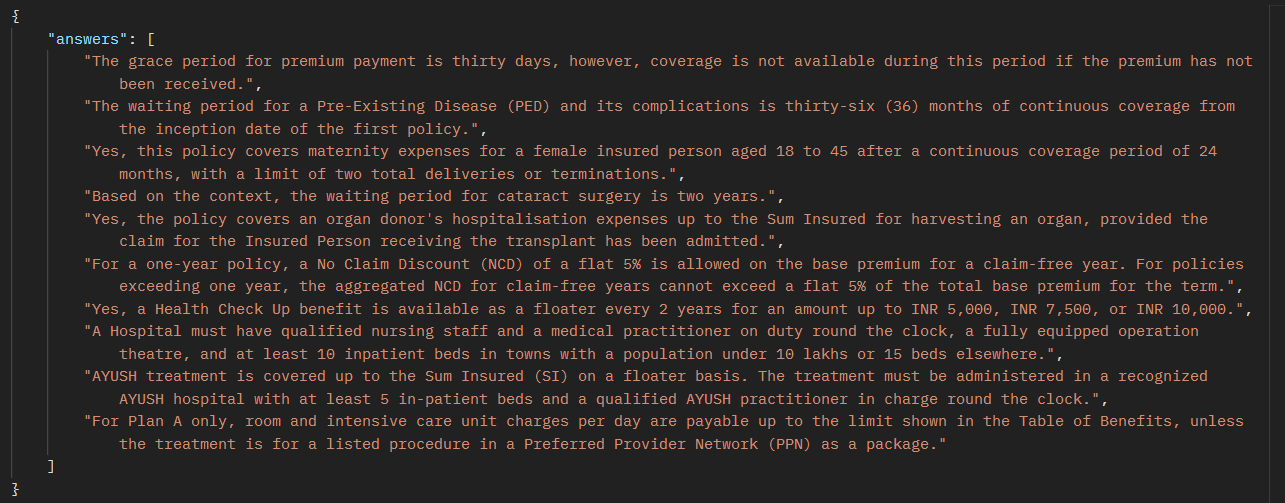 {
"answers": [
"The grace period for premium payment is thirty days, however, coverage is not available during this period if the premium has not
been received.",
"The waiting period for a Pre-Existing Disease (PED) and its complications is thirty-six (36) months of continuous coverage from
the inception date of the first policy.",
"Yes, this policy covers maternity expenses for a female insured person aged 18 to 45 after a continuous coverage period of 24
months, with a limit of two total deliveries or terminations.",
"Based on the context, the waiting period for cataract surgery is two years.",
"Yes, the policy covers an organ donor's hospitalisation expenses up to the Sum Insured for harvesting an organ, provided the
claim for the Insured Person receiving the transplant has been admitted.",
"For a one-year policy, a No Claim Discount (NCD) of a flat 5% is allowed on the base premium for a claim-free year. For policies
exceeding one year, the aggregated NCD for claim-free years cannot exceed a flat 5% of the total base premium for the term.",
"Yes, a Health Check Up benefit is available as a floater every 2 years for an amount up to INR 5,000, INR 7,500, or INR 10,000.",
"A Hospital must have qualified nursing staff and a medical practitioner on duty round the clock, a fully equipped operation
theatre, and at least 10 inpatient beds in towns with a population under 10 lakhs or 15 beds elsewhere.",
"AYUSH treatment is covered up to the Sum Insured (SI) on a floater basis. The treatment must be administered in a recognized
AYUSH hospital with at least 5 in-patient beds and a qualified AYUSH practitioner in charge round the clock.",
"For Plan A only, room and intensive care unit charges per day are payable up to the limit shown in the Table of Benefits, unless
the treatment is for a listed procedure in a Preferred Provider Network (PPN) as a package."
]
}